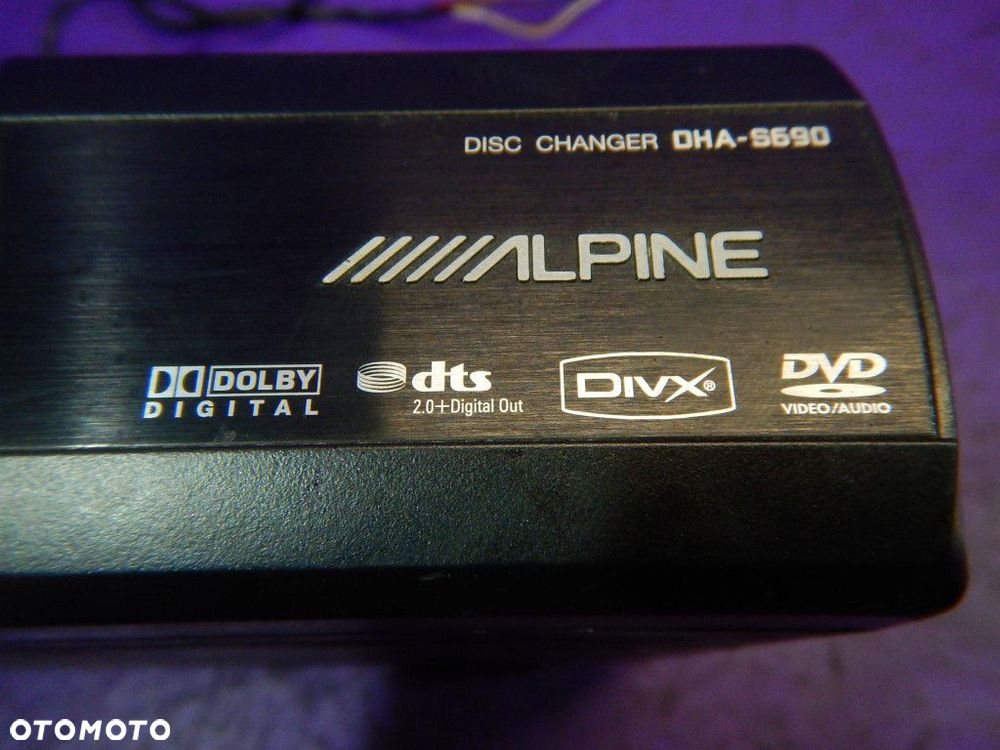 DISC CHANGER DHA-S690
ALPINE
DOLBY
DIGITAL
dts
2.0+Digital Out
DIVX®
DVD
VIDEO/AUDIO
OTOMOTO